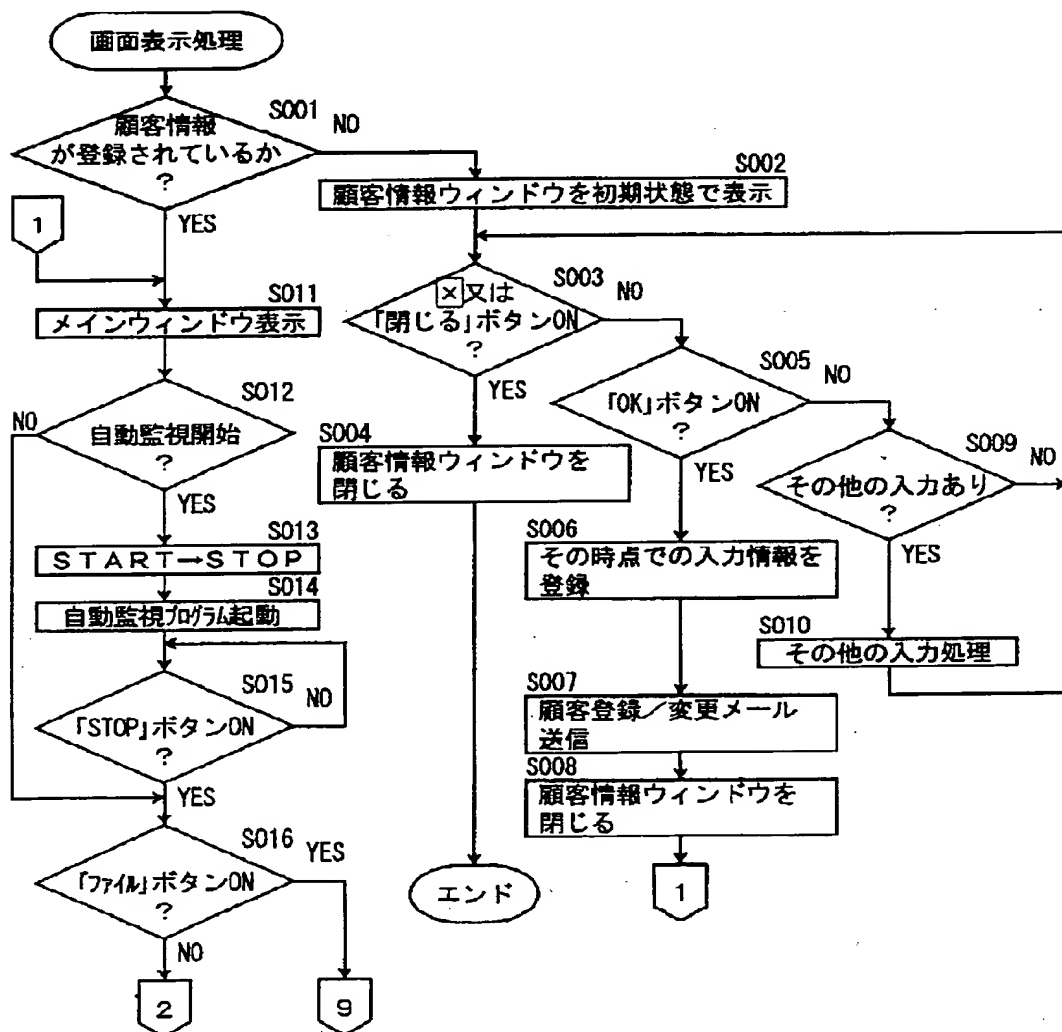 画面表示処理
S001
顧客情報
が登録されているか
?
NO
YES
1
S002
顧客情報ウィンドウを初期状態で表示
S003
×又は
「閉じる」ボタンON
?
NO
YES
S004
顧客情報ウィンドウを
閉じる
エンド
S005
「OK」ボタンON
?
NO
YES
S006
その時点での入力情報を
登録
S007
顧客登録/変更メール
送信
S008
顧客情報ウィンドウを
閉じる
1
S009
その他の入力あり
?
NO
YES
S010
その他の入力処理
S011
メインウィンドウ表示
S012
自動監視開始
?
NO
YES
S013
START→STOP
S014
自動監視プログラム起動
S015
「STOP」ボタンON
?
NO
YES
S016
「ファイル」ボタンON
?
YES
NO
2
9